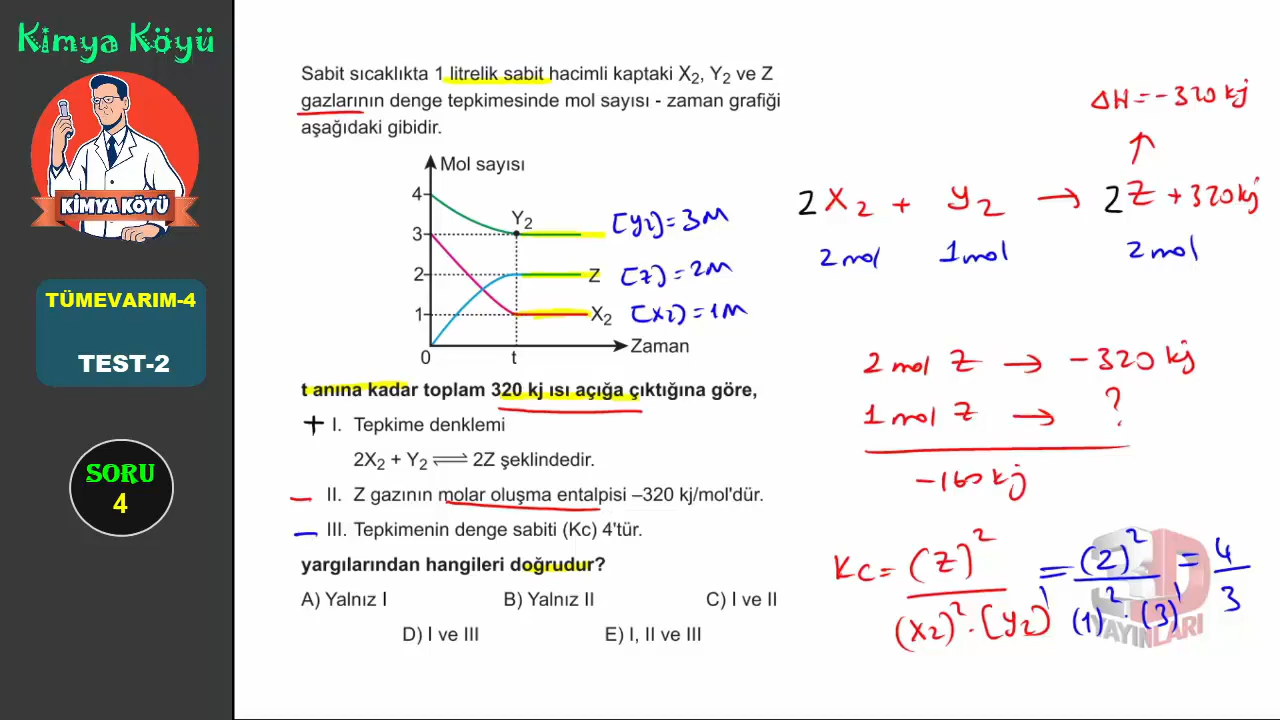 Kimya Köyü
KİMYA KÖYÜ
TÜMEVARIM-4
TEST-2
SORU
4
Sabit sıcaklıkta 1 litrelik sabit hacimli kaptaki X₂, Y₂ ve Z
gazlarının denge tepkimesinde mol sayısı - zaman grafiği
aşağıdaki gibidir.
Mol sayısı
4
3
2
1
0
t
Zaman
Y₂
Z
X₂
[Y₂]=3M
[Z]=2M
[X₂]=1M
t anına kadar toplam 320 kj ısı açığa çıktığına göre,
+ I. Tepkime denklemi
2X₂ + Y₂ ⇌ 2Z şeklindedir.
– II. Z gazının molar oluşma entalpisi –320 kj/mol'dür.
– III. Tepkimenin denge sabiti (Kc) 4'tür.
yargılarından hangileri doğrudur?
A) Yalnız I B) Yalnız II C) I ve II
D) I ve III E) I, II ve III
ΔH=-320 kj
↑
2 X₂ + Y₂ → 2 Z + 320 kj
2 mol 1 mol 2 mol
2 mol Z → -320 kj
1 mol Z → ?
-160 kj
Kc = (Z)² / (X₂)² . [Y₂)¹ = (2)² / (1)² . (3)¹ = 4/3
3D
YAYINLARI